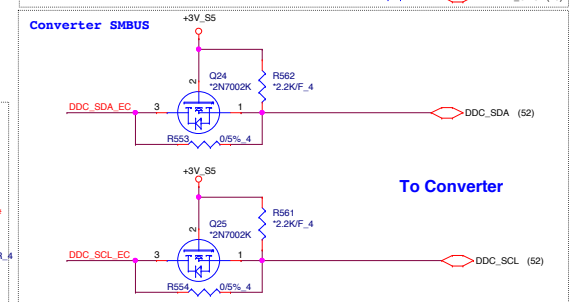 Converter SMBUS
+3V_S5
Q24
*2N7002K
R562
*2.2K/F_4
2
DDC_SDA_EC
3
1
DDC_SDA (52)
R553
0/5%_4
+3V_S5
To Converter
Q25
*2N7002K
R561
*2.2K/F_4
2
DDC_SCL_EC
3
1
DDC_SCL (52)
R554
0/5%_4